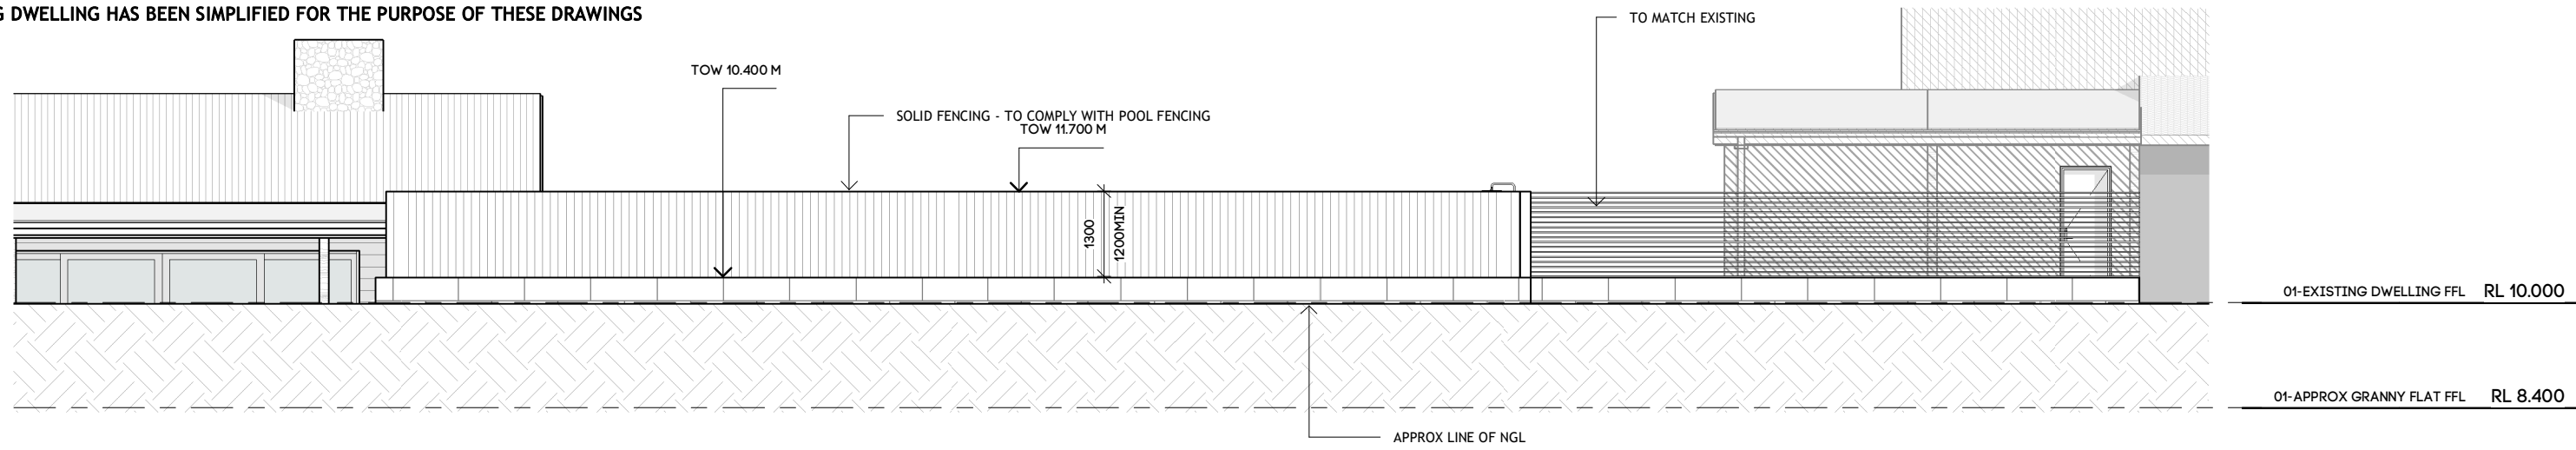 G DWELLING HAS BEEN SIMPLIFIED FOR THE PURPOSE OF THESE DRAWINGS
TO MATCH EXISTING
TOW 10.400 M
SOLID FENCING - TO COMPLY WITH POOL FENCING
TOW 11.700 M
1300
1200MIN
01-EXISTING DWELLING FFL RL 10.000
01-APPROX GRANNY FLAT FFL RL 8.400
APPROX LINE OF NGL